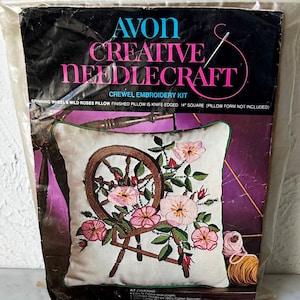 AVON
CREATIVE
NEEDLECRAFT
CREWEL EMBROIDERY KIT
SPINNING WHEEL & WILD ROSES PILLOW FINISHED PILLOW IS KNIFE-EDGED 14" SQUARE (PILLOW FORM NOT INCLUDED)